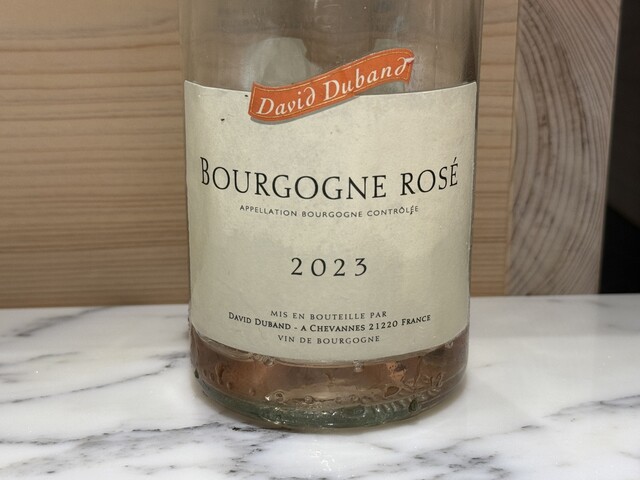 David Duband
BOURGOGNE ROSÉ
APPELLATION BOURGOGNE CONTRÔLÉE
2023
MIS EN BOUTEILLE PAR
DAVID DUBAND - A CHEVANNES 21220 FRANCE
VIN DE BOURGOGNE